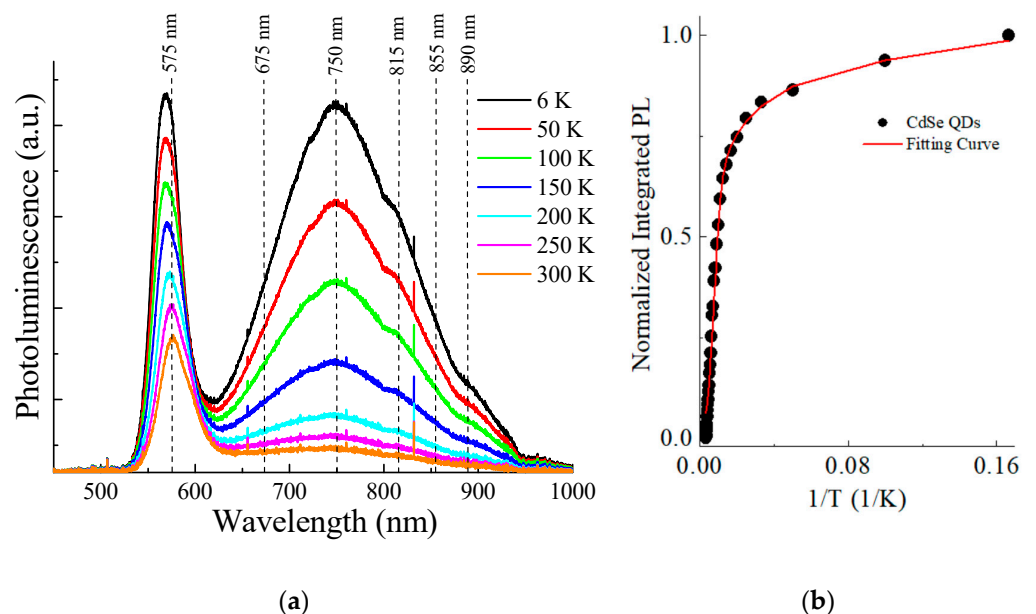 575 nm
675 nm
750 nm
815 nm
855 nm
890 nm
Photoluminescence (a.u.)
6 K
50 K
100 K
150 K
200 K
250 K
300 K
500
600
700
800
900
1000
Wavelength (nm)
(a)
Normalized Integrated PL
1.0
0.5
0.0
CdSe QDs
Fitting Curve
0.00
0.08
0.16
1/T (1/K)
(b)